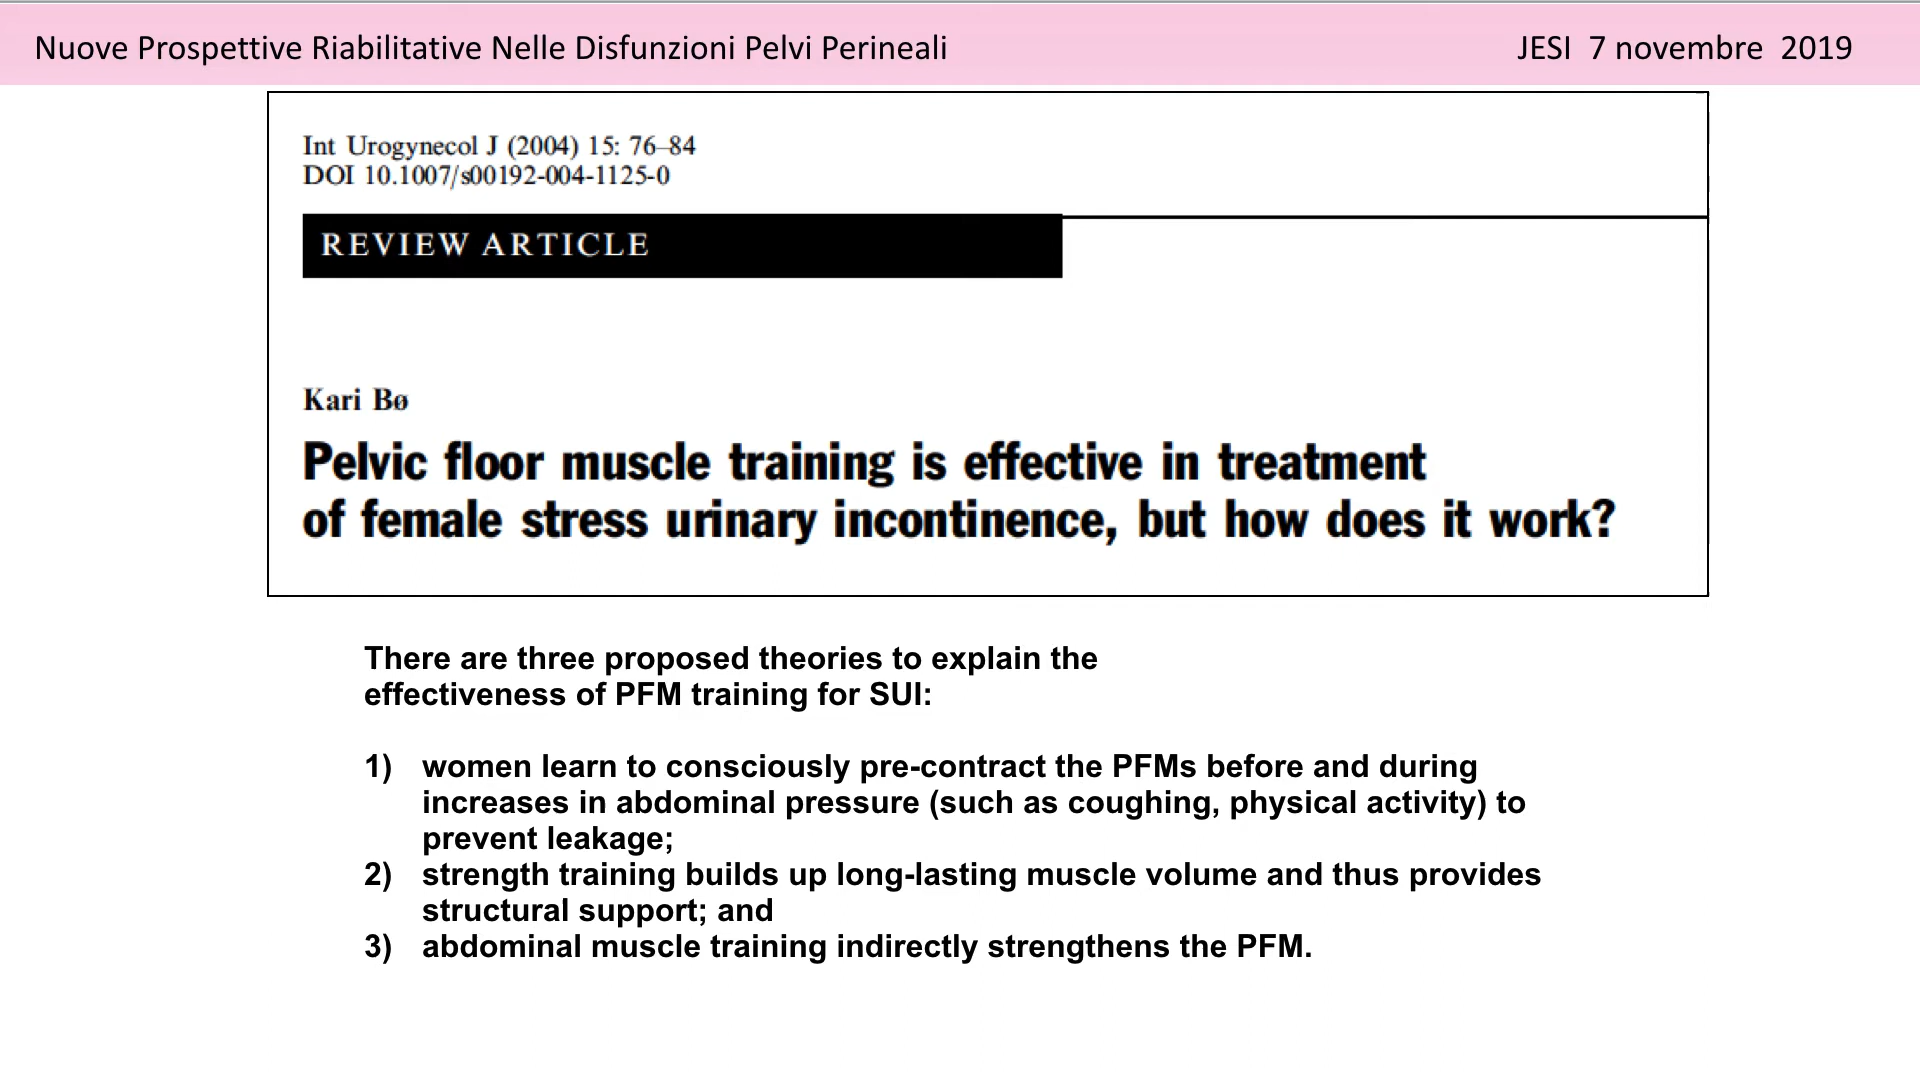 Nuove Prospettive Riabilitative Nelle Disfunzioni Pelvi Perineali JESI 7 novembre 2019
Int Urogynecol J (2004) 15: 76–84
DOI 10.1007/s00192-004-1125-0
REVIEW ARTICLE
Kari Bø
Pelvic floor muscle training is effective in treatment
of female stress urinary incontinence, but how does it work?
There are three proposed theories to explain the
effectiveness of PFM training for SUI:
1) women learn to consciously pre-contract the PFMs before and during
increases in abdominal pressure (such as coughing, physical activity) to
prevent leakage;
2) strength training builds up long-lasting muscle volume and thus provides
structural support; and
3) abdominal muscle training indirectly strengthens the PFM.